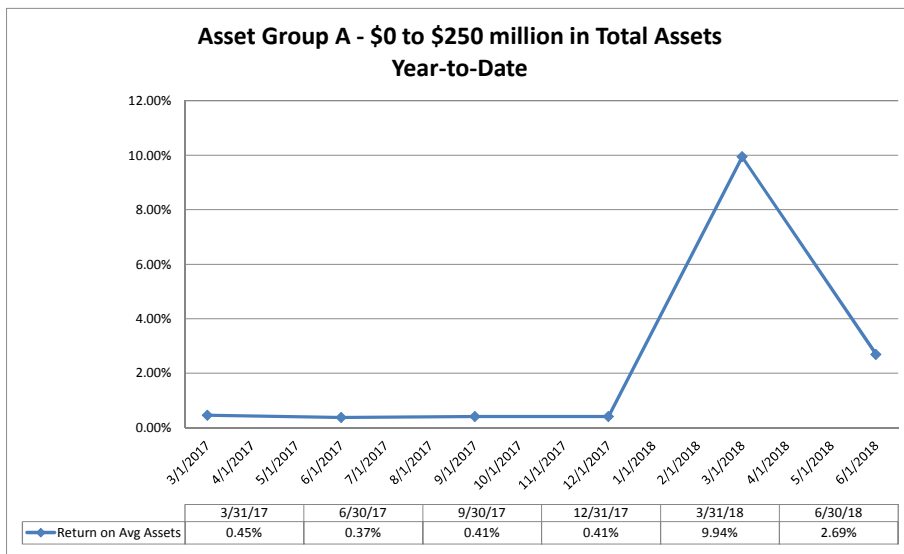 Asset Group A - $0 to $250 million in Total Assets
Year-to-Date
12.00%
10.00%
8.00%
6.00%
4.00%
2.00%
0.00%
3/1/2017 4/1/2017 5/1/2017 6/1/2017 7/1/2017 8/1/2017 9/1/2017 10/1/2017 11/1/2017 12/1/2017 1/1/2018 2/1/2018 3/1/2018 4/1/2018 5/1/2018 6/1/2018
3/31/17 6/30/17 9/30/17 12/31/17 3/31/18 6/30/18
Return on Avg Assets 0.45% 0.37% 0.41% 0.41% 9.94% 2.69%